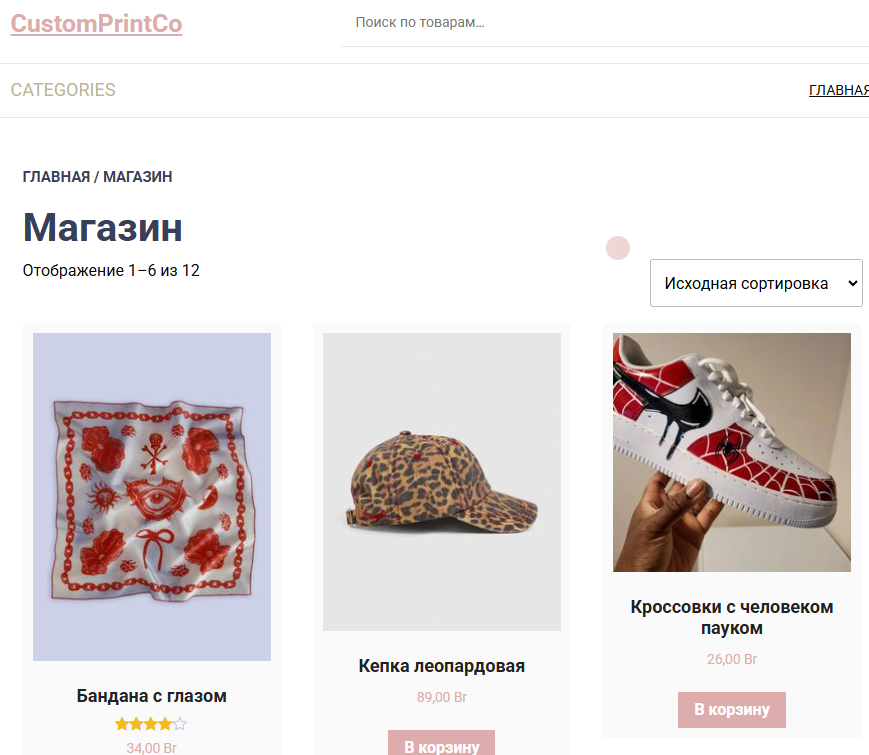 CustomPrintCo
Поиск по товарам…
CATEGORIES
ГЛАВНАЯ
ГЛАВНАЯ / МАГАЗИН
Магазин
Отображение 1–6 из 12
Исходная сортировка
Бандана с глазом
34,00 Br
Кепка леопардовая
89,00 Br
В корзину
Кроссовки с человеком
пауком
26,00 Br
В корзину